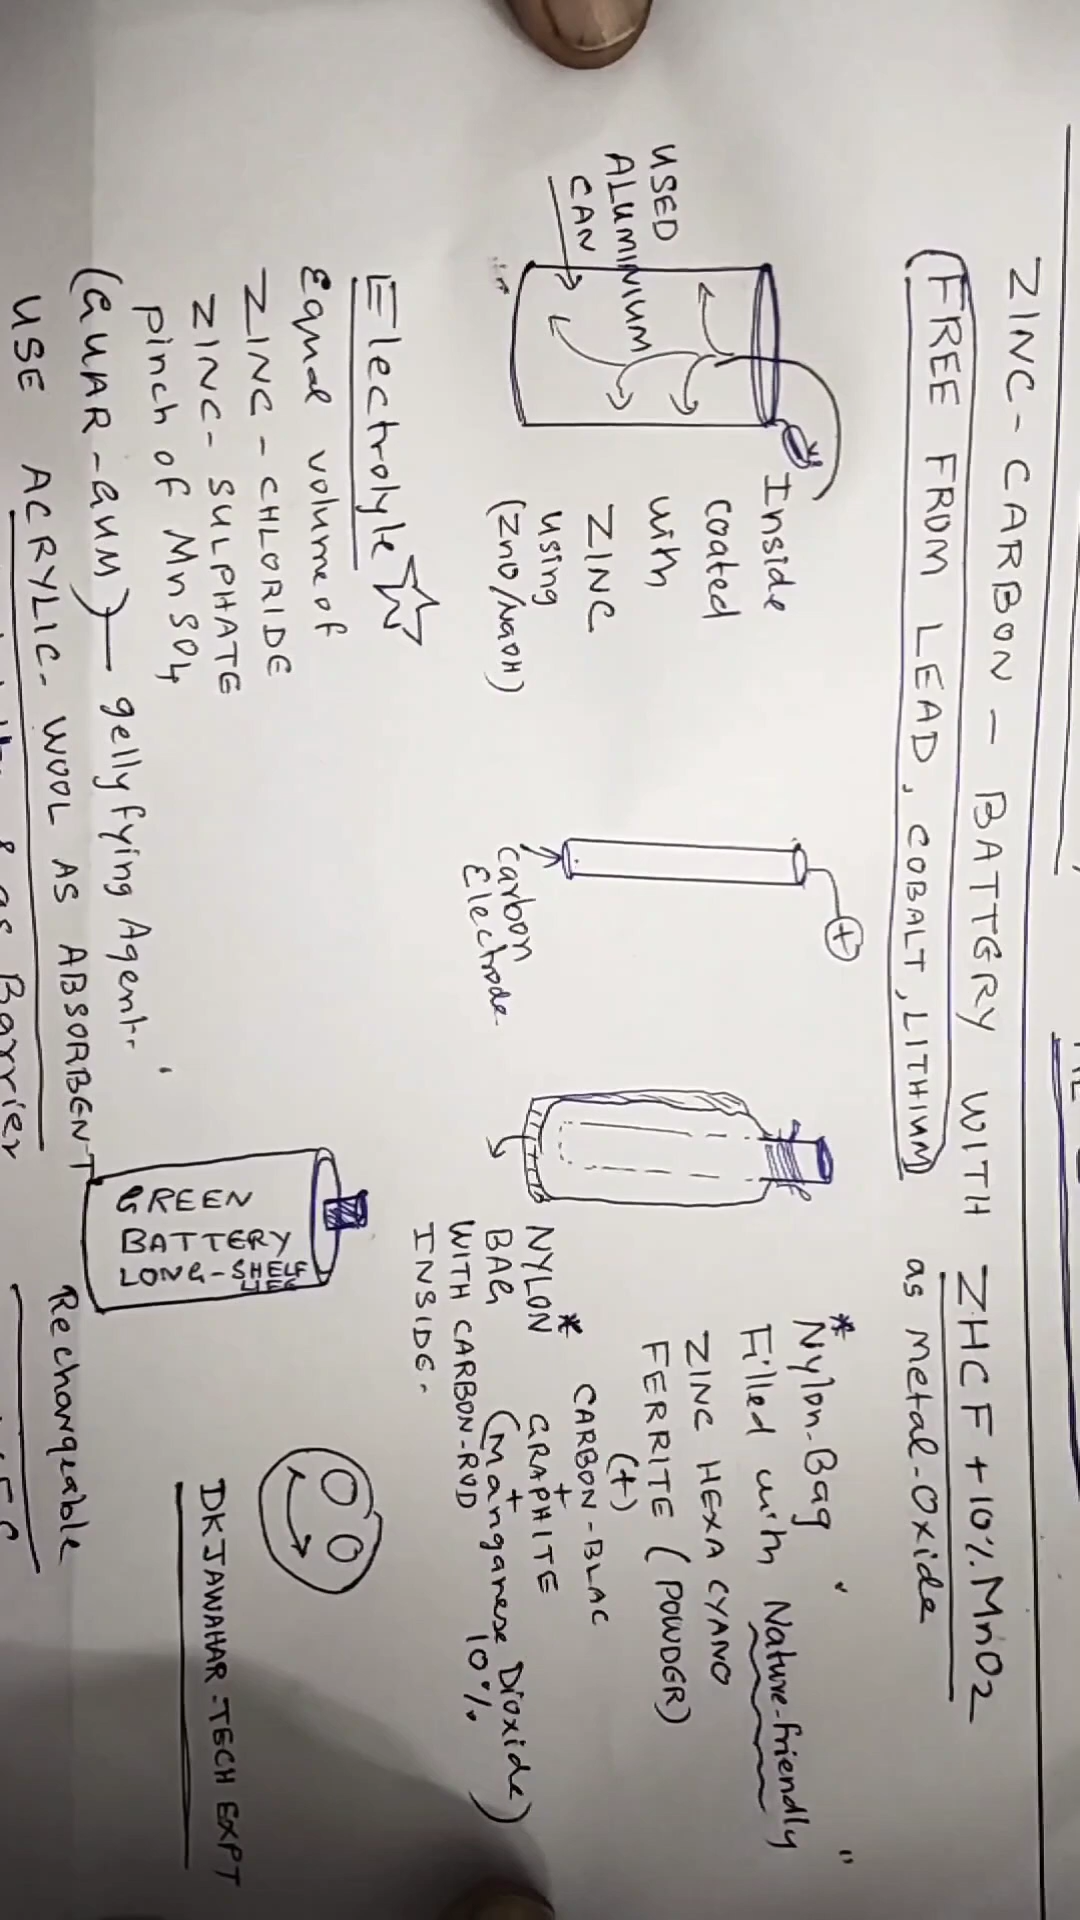 ZINC-CARBON - BATTERY WITH ZHCF + 10% MnO2
(FREE FROM LEAD, COBALT, LITHIUM) as metal-Oxide
USED
ALUMINIUM
CAN
Inside
coated
with
ZINC
using
(ZnO/NaOH)
+
Carbon
Electrode
NYLON
BAG
WITH CARBON-ROD
INSIDE.
* Nylon-Bag "
Filled with Nature-friendly
ZINC HEXA CYANO
FERRITE (POWDER)
(+)
* CARBON-BLAC
+
GRAPHITE
+
(Manganese Dioxide)
10%
Electrolyte
Equal volume of
ZINC-CHLORIDE
ZINC-SULPHATE
pinch of MnSO4
(GUAR-GUM) — gellyfying Agent..
USE ACRYLIC-WOOL AS ABSORBENT
& as Barrier
GREEN
BATTERY
LONG-SHELF
Rechargeable
DKJAWAHAR-TECH EXPT